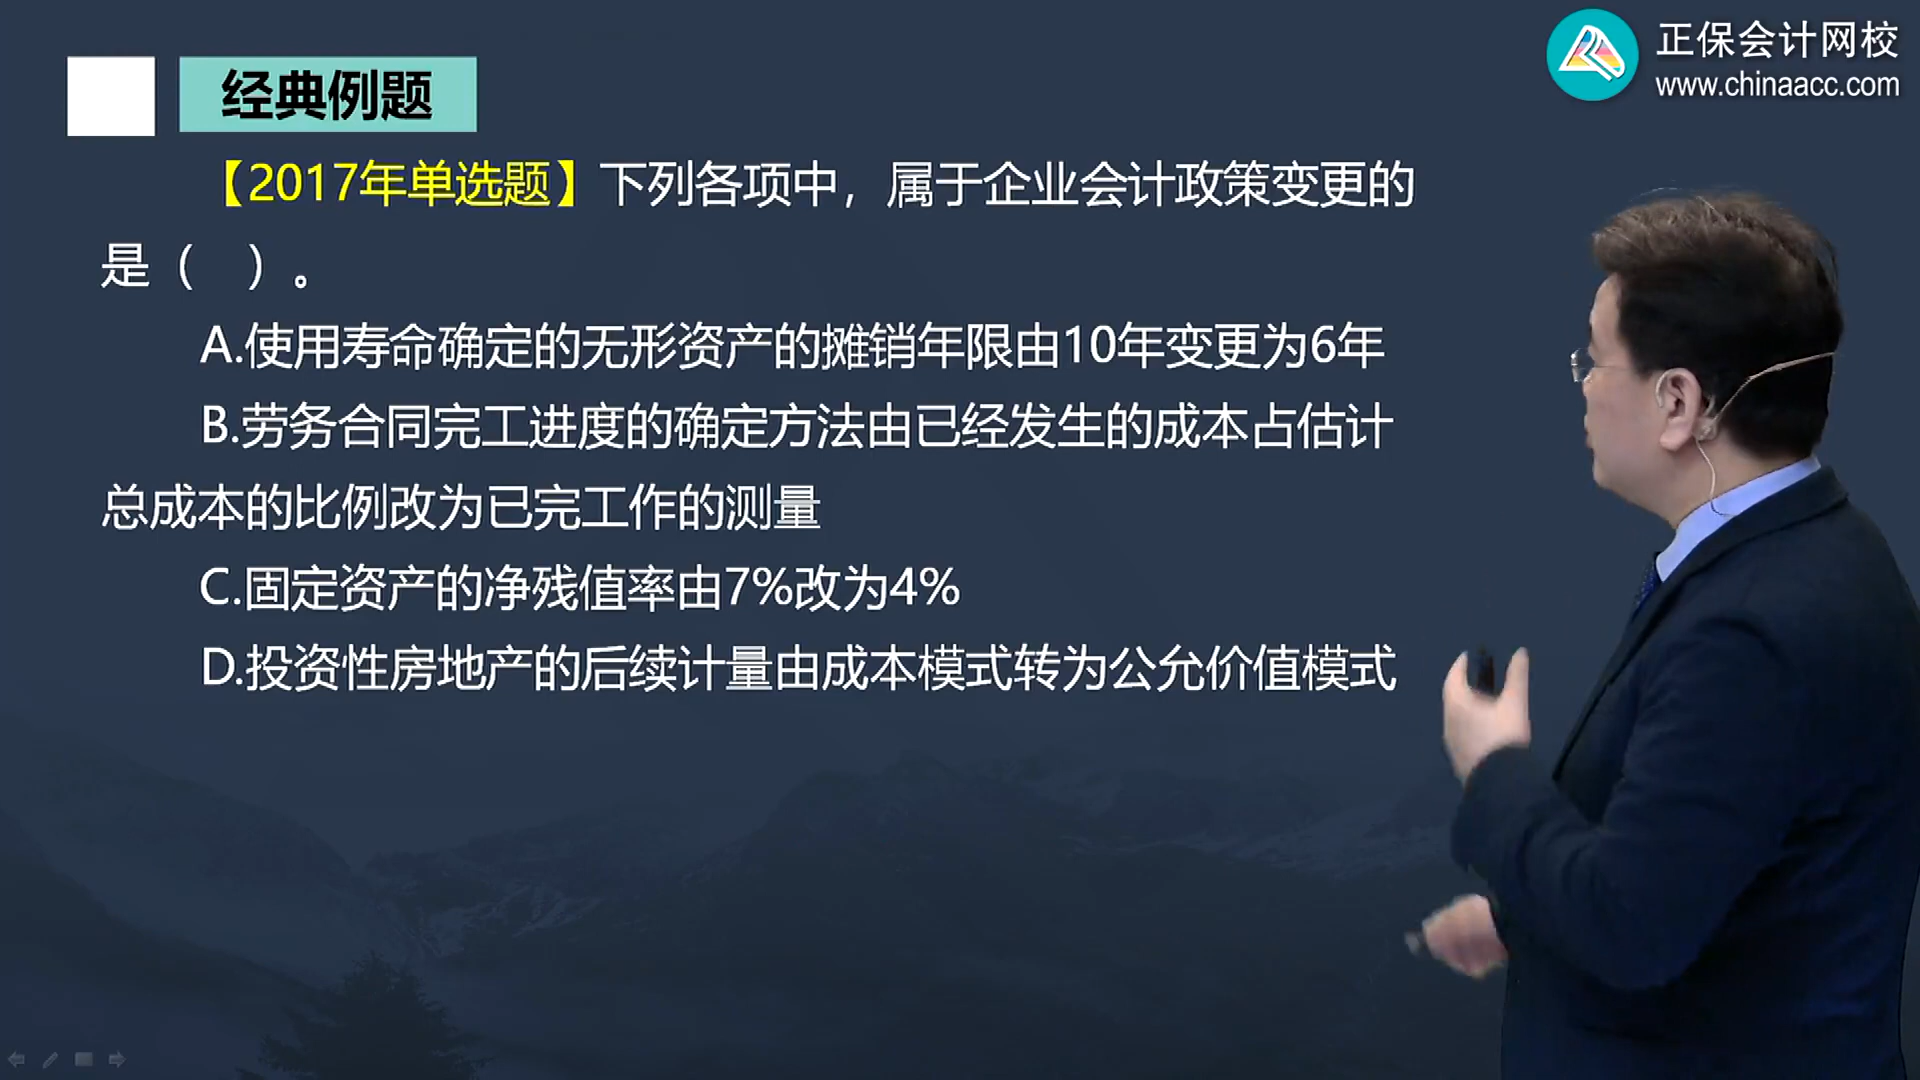 正保会计网校
www.chinaacc.com
经典例题
【2017年单选题】下列各项中，属于企业会计政策变更的
是（　）。
A.使用寿命确定的无形资产的摊销年限由10年变更为6年
B.劳务合同完工进度的确定方法由已经发生的成本占估计
总成本的比例改为已完工作的测量
C.固定资产的净残值率由7%改为4%
D.投资性房地产的后续计量由成本模式转为公允价值模式